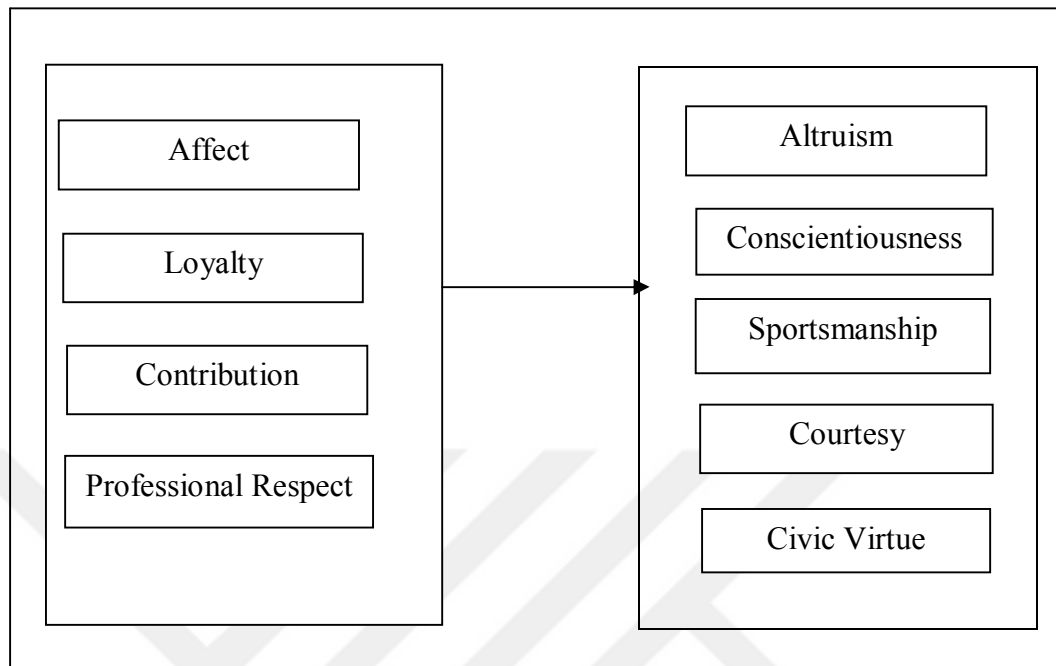 Affect
Loyalty
Contribution
Professional Respect
Altruism
Conscientiousness
Sportsmanship
Courtesy
Civic Virtue